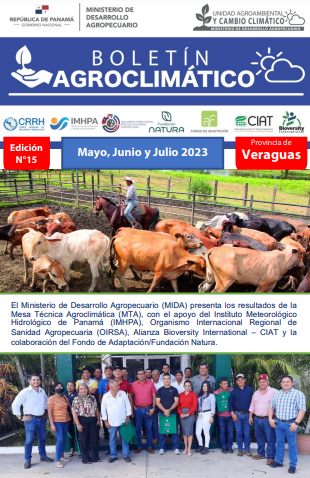 REPÚBLICA DE PANAMÁ
— GOBIERNO NACIONAL —
MINISTERIO DE
DESARROLLO
AGROPECUARIO
UNIDAD AGROAMBIENTAL
Y CAMBIO CLIMÁTICO
MINISTERIO DE DESARROLLO AGROPECUARIO
Veraguas
BOLETÍN
AGROCLIMÁTICO
CRRH
IMHPA
Fundación
NATURA
FONDO DE ADAPTACIÓN
CIAT
Bioversity
Edición
N°15
Mayo, Junio y Julio 2023
Provincia de
Veraguas
El Ministerio de Desarrollo Agropecuario (MIDA) presenta los resultados de la
Mesa Técnica Agroclimática (MTA), con el apoyo del Instituto Meteorológico
Hidrológico de Panamá (IMHPA), Organismo Internacional Regional de
Sanidad Agropecuaria (OIRSA), Alianza Bioversity International – CIAT y la
colaboración del Fondo de Adaptación/Fundación Natura.